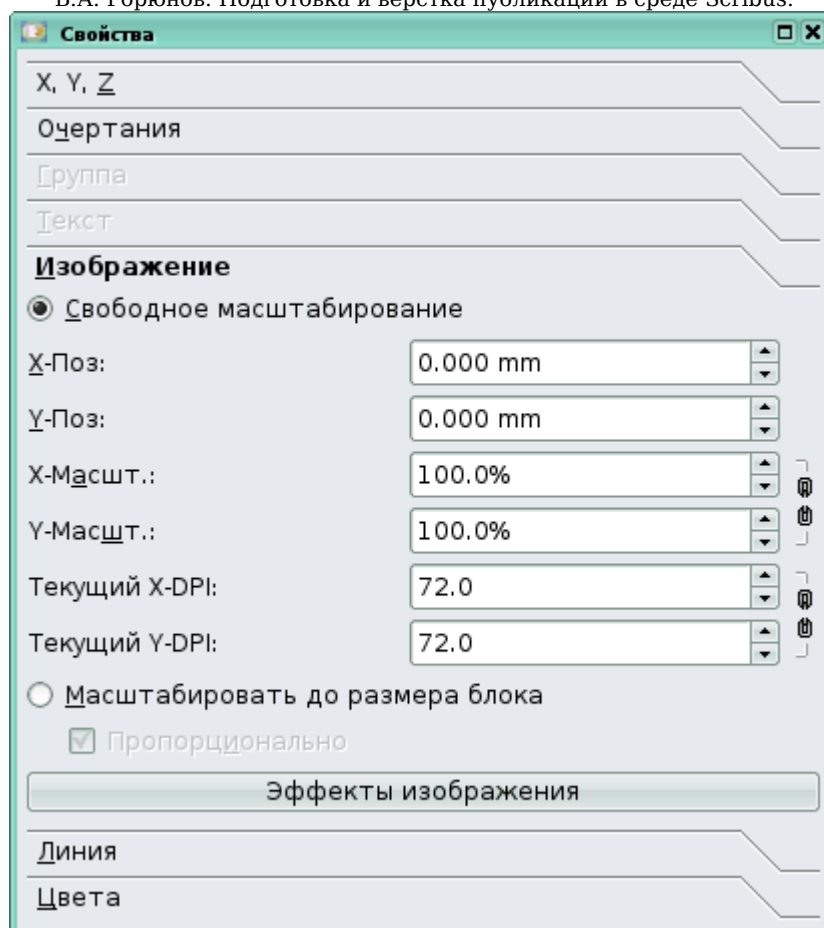 В.А. Горюнов. Подготовка и верстка публикаций в среде Scribus.
Свойства
X, Y, Z
Очертания
Группа
Текст
Изображение
Свободное масштабирование
X-Поз: 0.000 mm
Y-Поз: 0.000 mm
X-Масшт.: 100.0%
Y-Масшт.: 100.0%
Текущий X-DPI: 72.0
Текущий Y-DPI: 72.0
Масштабировать до размера блока
Пропорционально
Эффекты изображения
Линия
Цвета